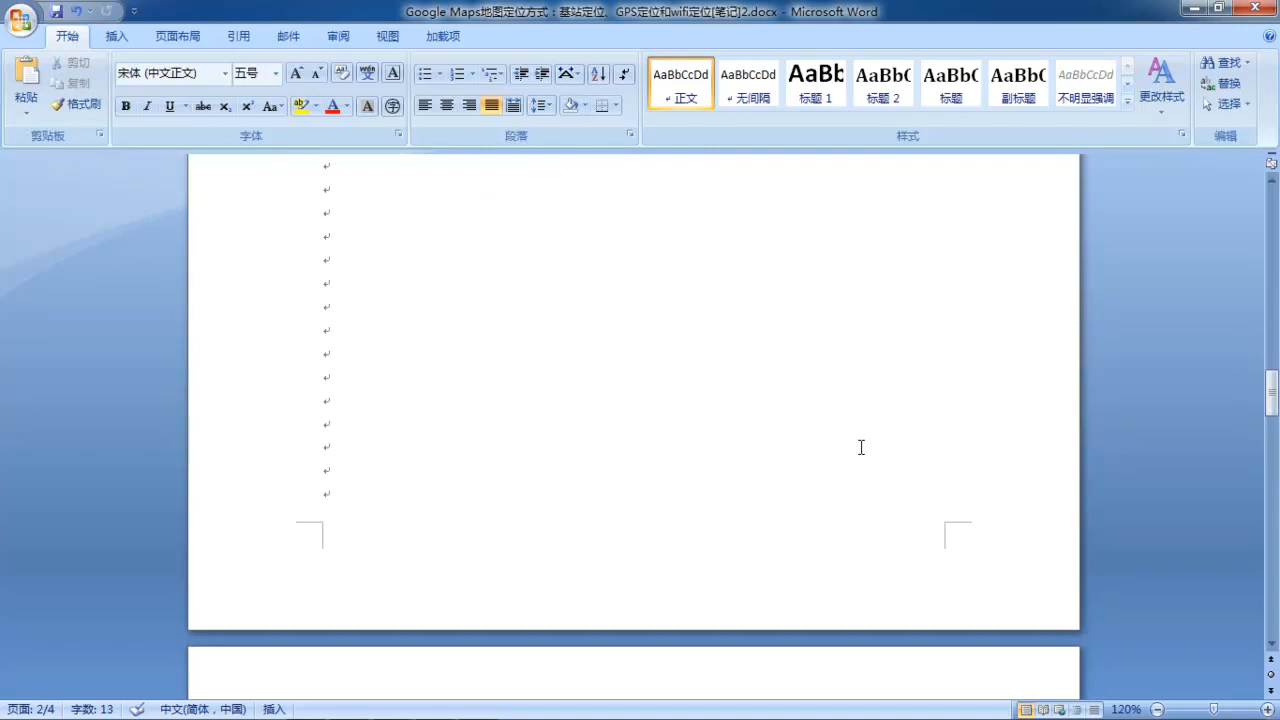 Google Maps地图定位方式：基站定位、GPS定位和wifi定位[笔记]2.docx - Microsoft Word
开始 插入 页面布局 引用 邮件 审阅 视图 加载项
粘贴 剪切 复制 格式刷
宋体 (中文正文) 五号
AaBbCcDd AaBbCcDd AaBb AaBbC AaBbC AaBbC AaBbCcDd
正文 无间隔 标题 1 标题 2 标题 副标题 不明显强调
更改样式
查找 替换 选择
剪贴板 字体 段落 样式 编辑
页面: 2/4 字数: 13 中文(简体，中国) 插入 120%